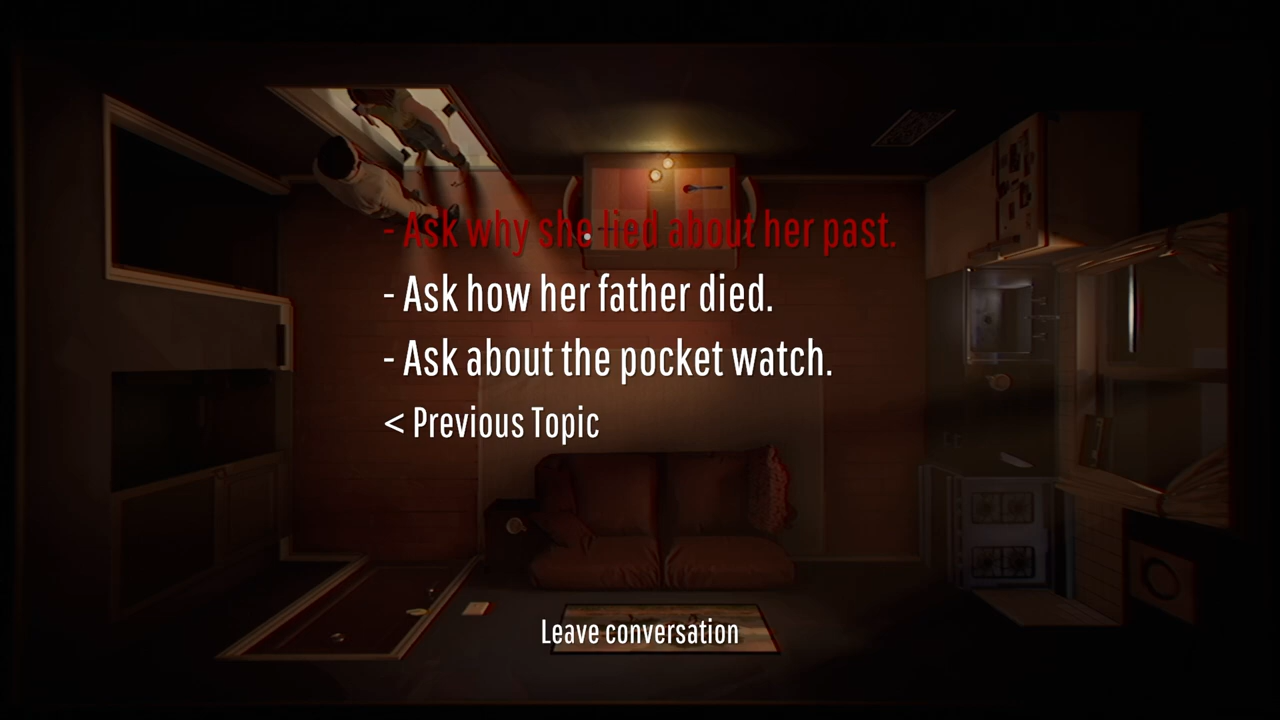 - Ask why she lied about her past.
- Ask how her father died.
- Ask about the pocket watch.
< Previous Topic
Leave conversation